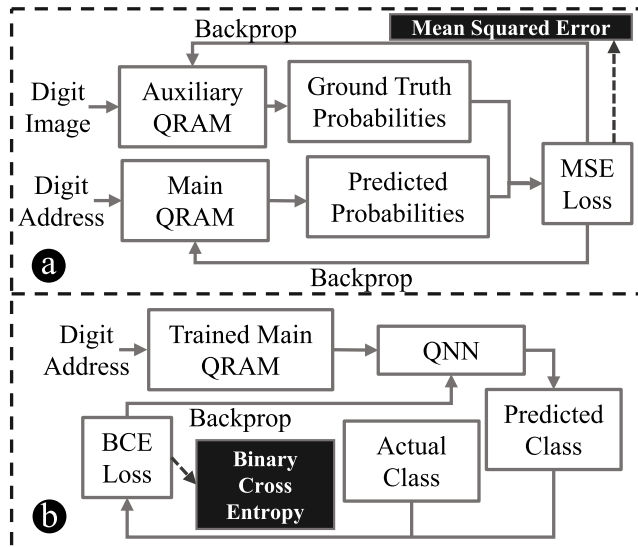 Backprop
Mean Squared Error
Digit
Image
Auxiliary
QRAM
Ground Truth
Probabilities
Digit
Address
Main
QRAM
Predicted
Probabilities
MSE
Loss
a
Backprop
Digit
Address
Trained Main
QRAM
QNN
Backprop
BCE
Loss
Binary
Cross
Entropy
Actual
Class
Predicted
Class
b